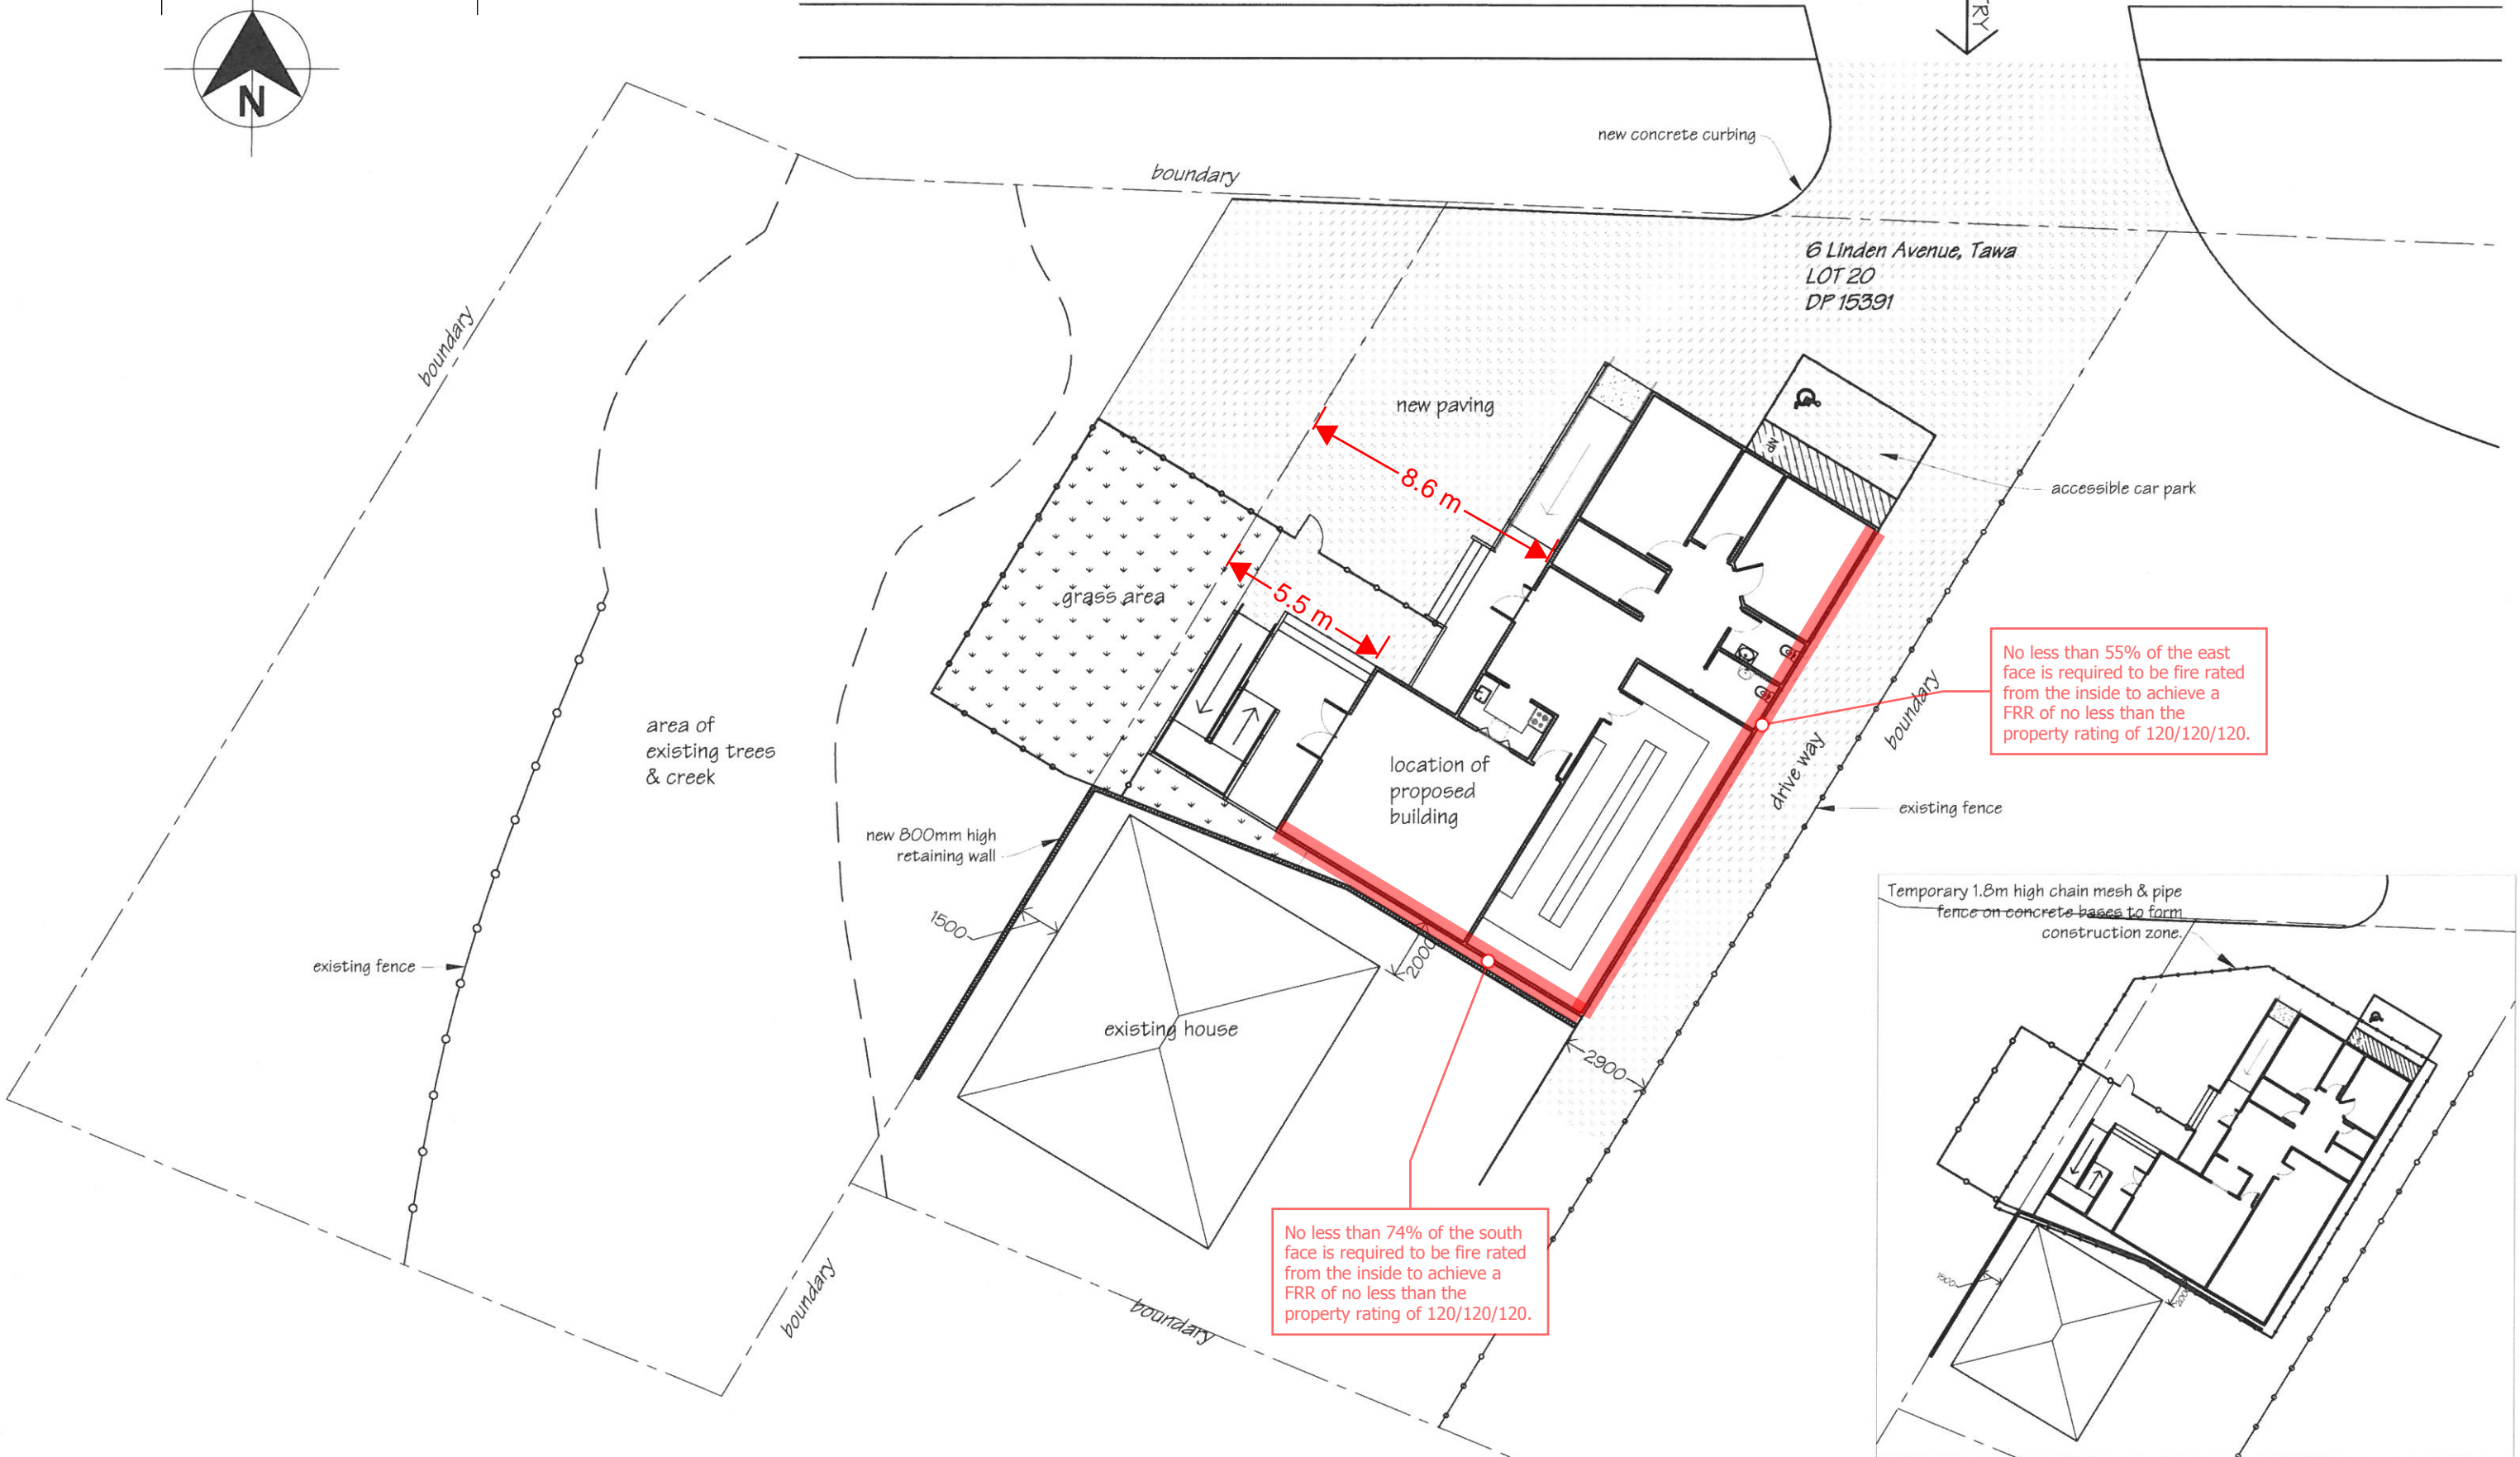 TRY
N
new concrete curbing
boundary
6 Linden Avenue, Tawa
LOT 20
DP 15391
boundary
new paving
8.6 m
accessible car park
5.5 m
grass area
No less than 55% of the east
face is required to be fire rated
from the inside to achieve a
FRR of no less than the
property rating of 120/120/120.
boundary
area of
existing trees
& creek
location of
proposed
building
drive way
existing fence
new 800mm high
retaining wall
1500
2000
existing fence
existing house
2900
Temporary 1.8m high chain mesh & pipe
fence on concrete bases to form
construction zone.
No less than 74% of the south
face is required to be fire rated
from the inside to achieve a
FRR of no less than the
property rating of 120/120/120.
boundary
boundary
1500